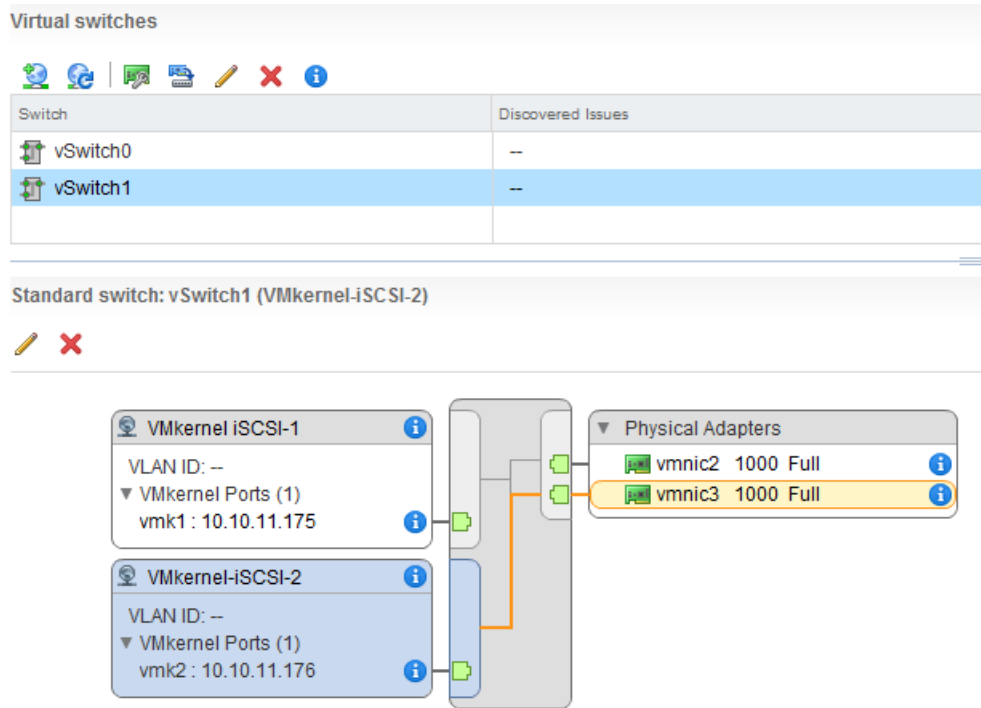 Virtual switches
Switch Discovered Issues
vSwitch0 --
vSwitch1 --
Standard switch: vSwitch1 (VMkernel-iSCSI-2)
VMkernel iSCSI-1
VLAN ID: --
VMkernel Ports (1)
vmk1 : 10.10.11.175
Physical Adapters
vmnic2 1000 Full
vmnic3 1000 Full
VMkernel-iSCSI-2
VLAN ID: --
VMkernel Ports (1)
vmk2 : 10.10.11.176